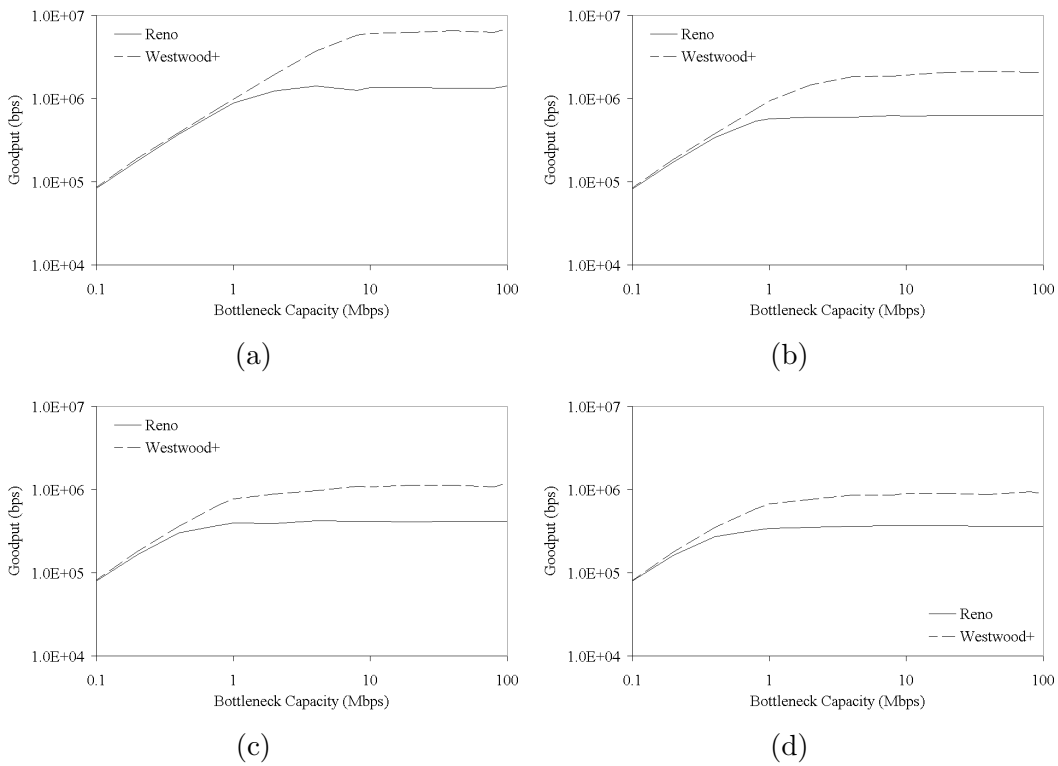 1.0E+07
1.0E+06
1.0E+05
1.0E+04
Goodput (bps)
Reno
Westwood+
0.1 1 10 100
Bottleneck Capacity (Mbps)
(a)
1.0E+07
1.0E+06
1.0E+05
1.0E+04
Goodput (bps)
Reno
Westwood+
0.1 1 10 100
Bottleneck Capacity (Mbps)
(b)
1.0E+07
1.0E+06
1.0E+05
1.0E+04
Goodput (bps)
Reno
Westwood+
0.1 1 10 100
Bottleneck Capacity (Mbps)
(c)
1.0E+07
1.0E+06
1.0E+05
1.0E+04
Goodput (bps)
Reno
Westwood+
0.1 1 10 100
Bottleneck Capacity (Mbps)
(d)